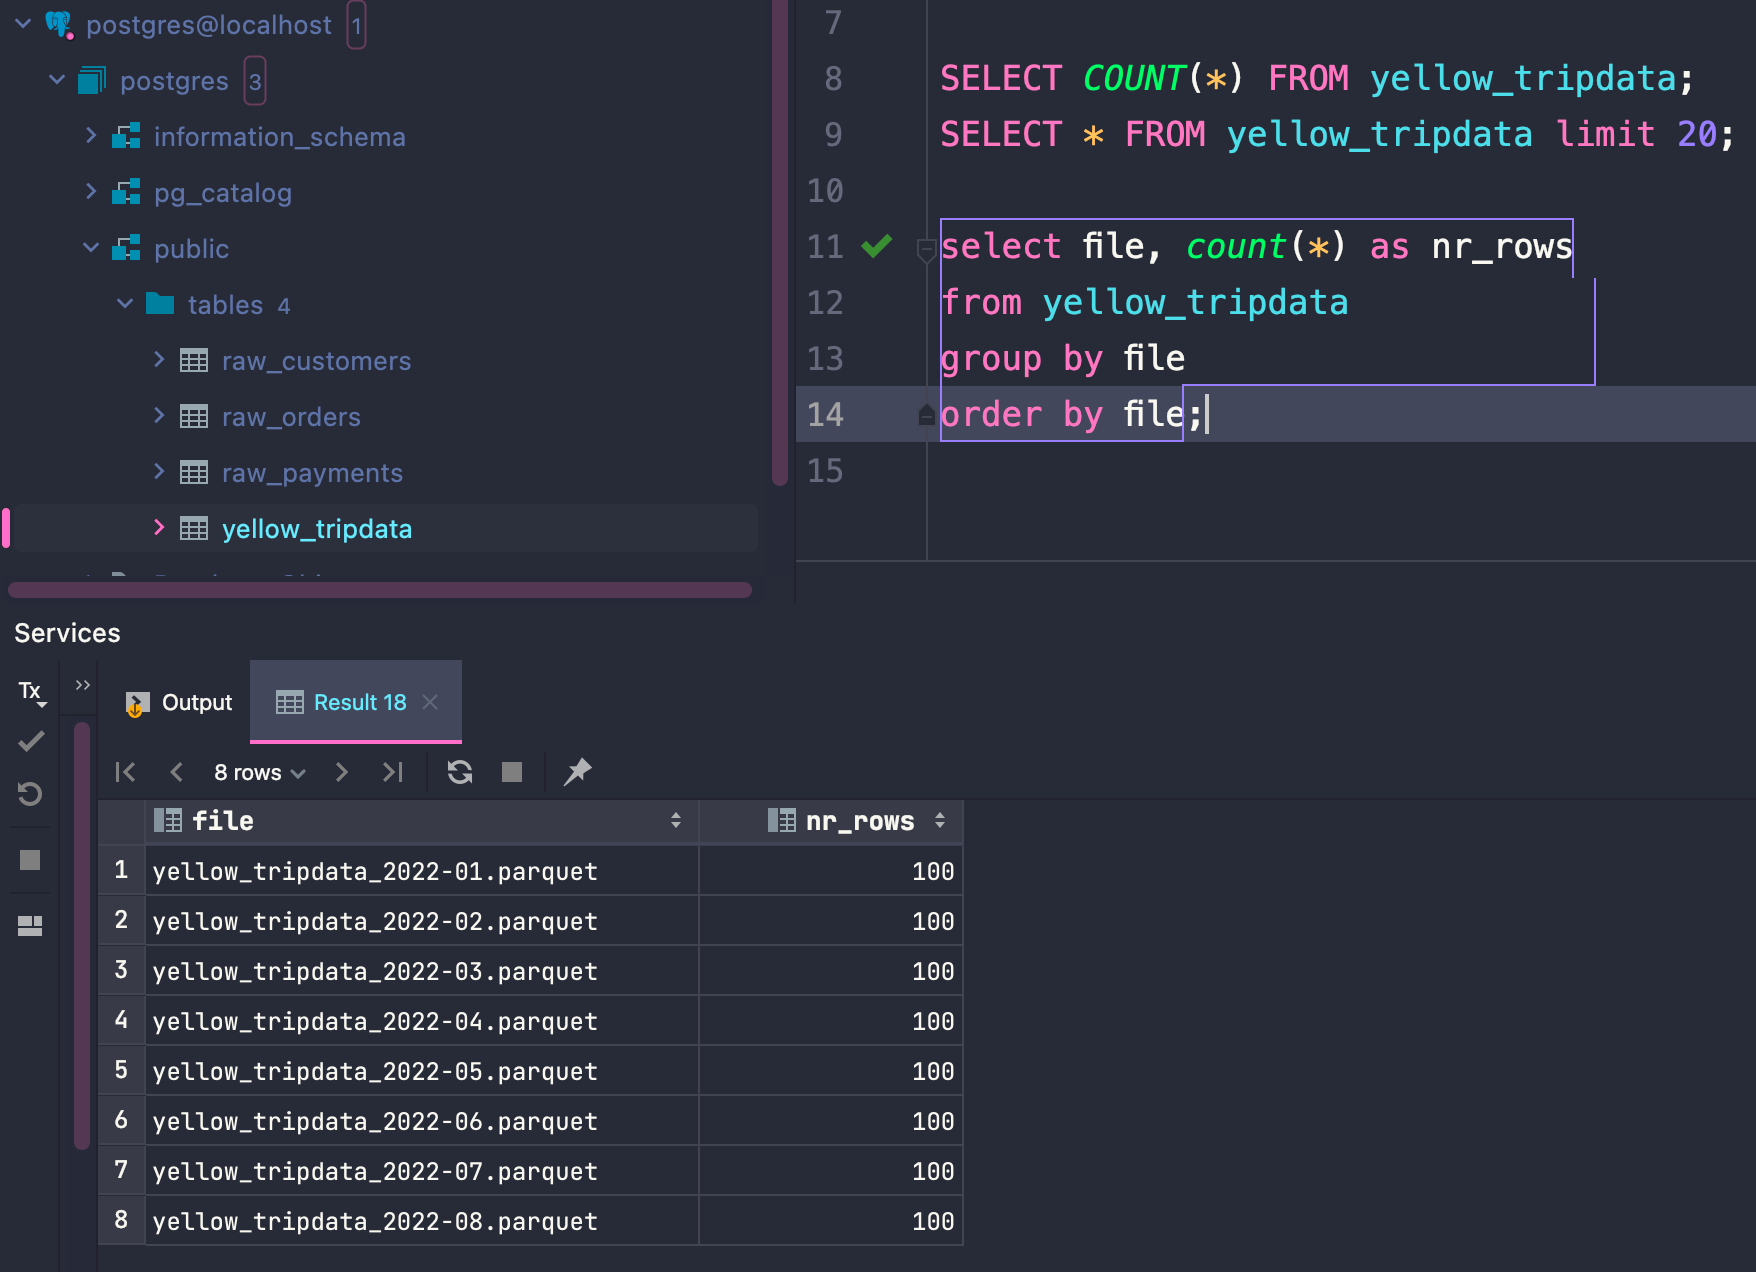 postgres@localhost 1
postgres 3
information_schema
pg_catalog
public
tables 4
raw_customers
raw_orders
raw_payments
yellow_tripdata
7
8 SELECT COUNT(*) FROM yellow_tripdata;
9 SELECT * FROM yellow_tripdata limit 20;
10
11 select file, count(*) as nr_rows
12 from yellow_tripdata
13 group by file
14 order by file;
15
Services
Tx
Output
Result 18
8 rows
file nr_rows
1 yellow_tripdata_2022-01.parquet 100
2 yellow_tripdata_2022-02.parquet 100
3 yellow_tripdata_2022-03.parquet 100
4 yellow_tripdata_2022-04.parquet 100
5 yellow_tripdata_2022-05.parquet 100
6 yellow_tripdata_2022-06.parquet 100
7 yellow_tripdata_2022-07.parquet 100
8 yellow_tripdata_2022-08.parquet 100